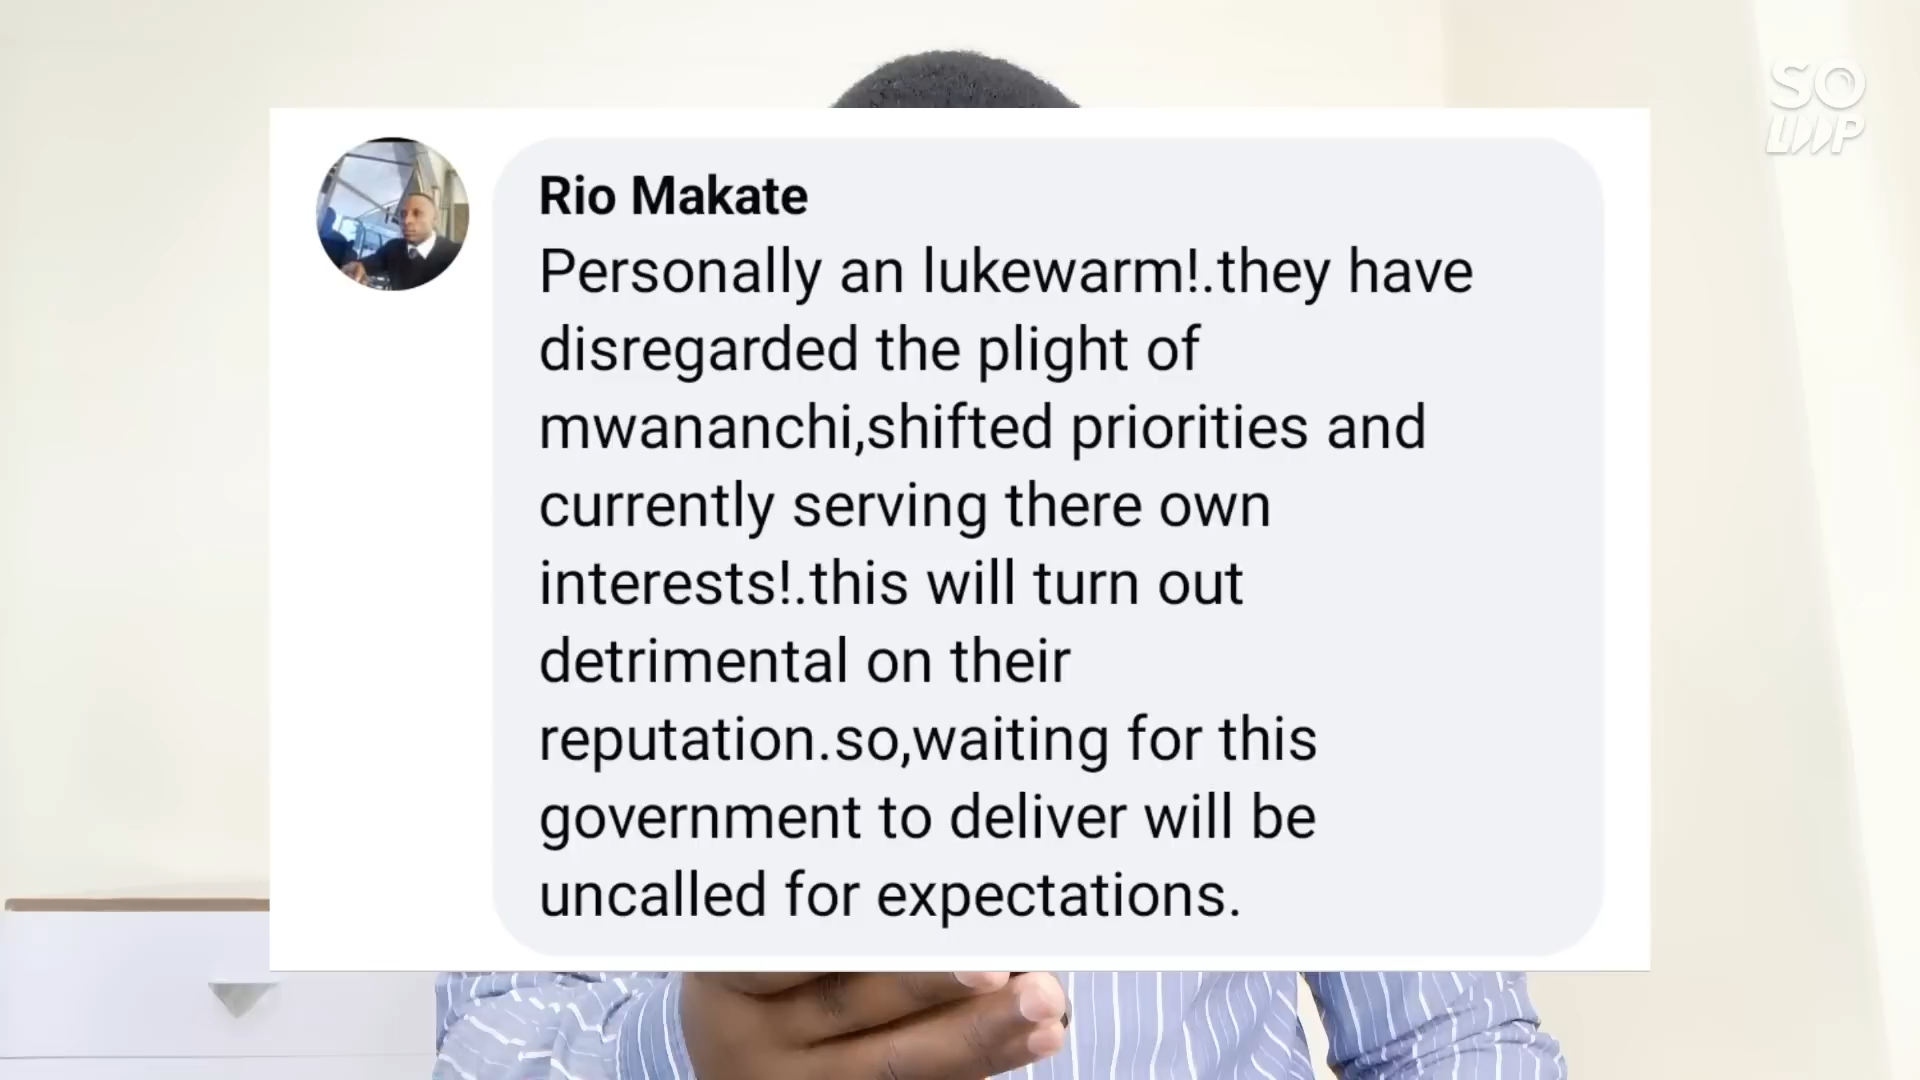 SO
LOOP
Rio Makate
Personally an lukewarm!.they have
disregarded the plight of
mwananchi,shifted priorities and
currently serving there own
interests!.this will turn out
detrimental on their
reputation.so,waiting for this
government to deliver will be
uncalled for expectations.